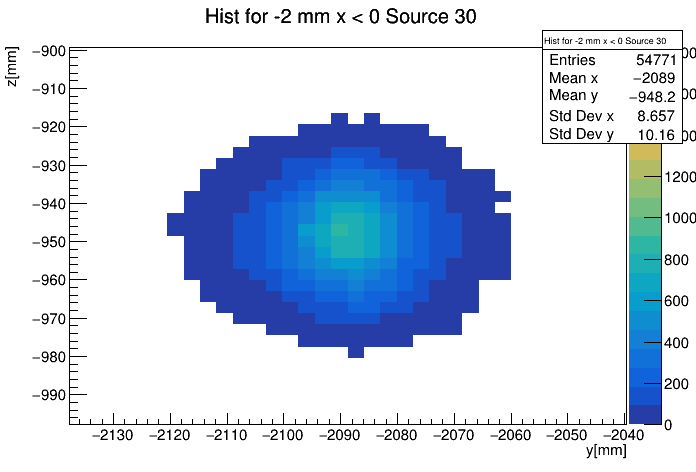 Hist for -2 mm x < 0 Source 30
z[mm]
−900
−910
−920
−930
−940
−950
−960
−970
−980
−990
Hist for -2 mm x < 0 Source 30
Entries 54771
Mean x −2089
Mean y −948.2
Std Dev x 8.657
Std Dev y 10.16
1200
1000
800
600
400
200
0
−2130 −2120 −2110 −2100 −2090 −2080 −2070 −2060 −2050 −2040
y[mm]